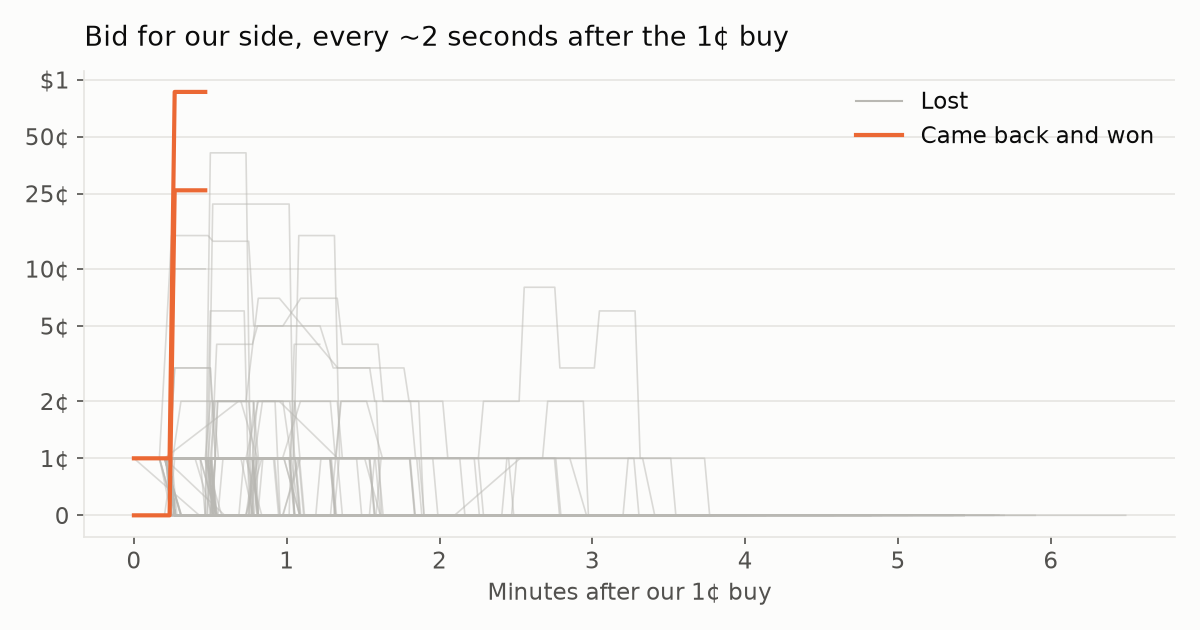 Bid for our side, every ~2 seconds after the 1¢ buy
$1
50¢
25¢
10¢
5¢
2¢
1¢
0
Lost
Came back and won
0 1 2 3 4 5 6
Minutes after our 1¢ buy